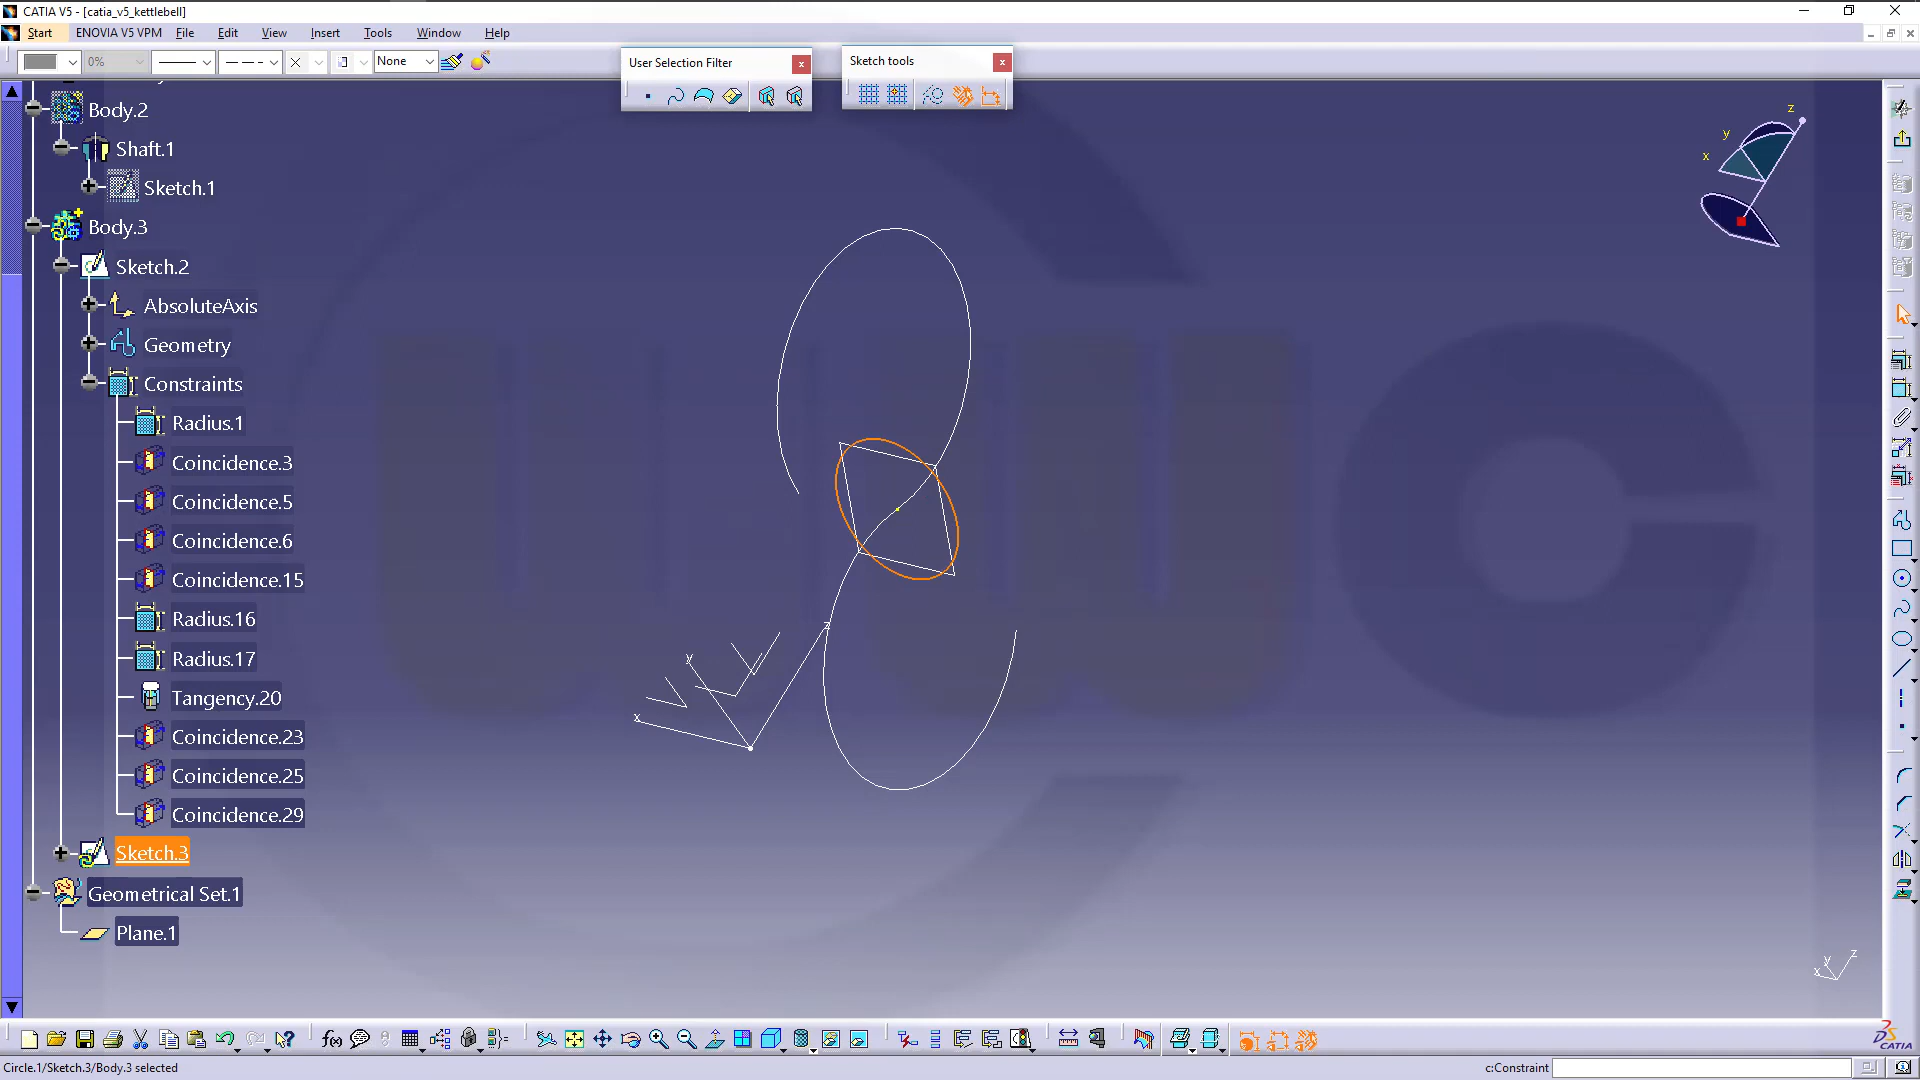 CATIA V5 - [catia_v5_kettlebell]
Start ENOVIA V5 VPM File Edit View Insert Tools Window Help
0% None
User Selection Filter
Sketch tools
Body.2
Shaft.1
Sketch.1
Body.3
Sketch.2
AbsoluteAxis
Geometry
Constraints
Radius.1
Coincidence.3
Coincidence.5
Coincidence.6
Coincidence.15
Radius.16
Radius.17
Tangency.20
Coincidence.23
Coincidence.25
Coincidence.29
Sketch.3
Geometrical Set.1
Plane.1
z
y
x
z
y
x
z
y
x
f(x)
DS
CATIA
Circle.1/Sketch.3/Body.3 selected
c:Constraint